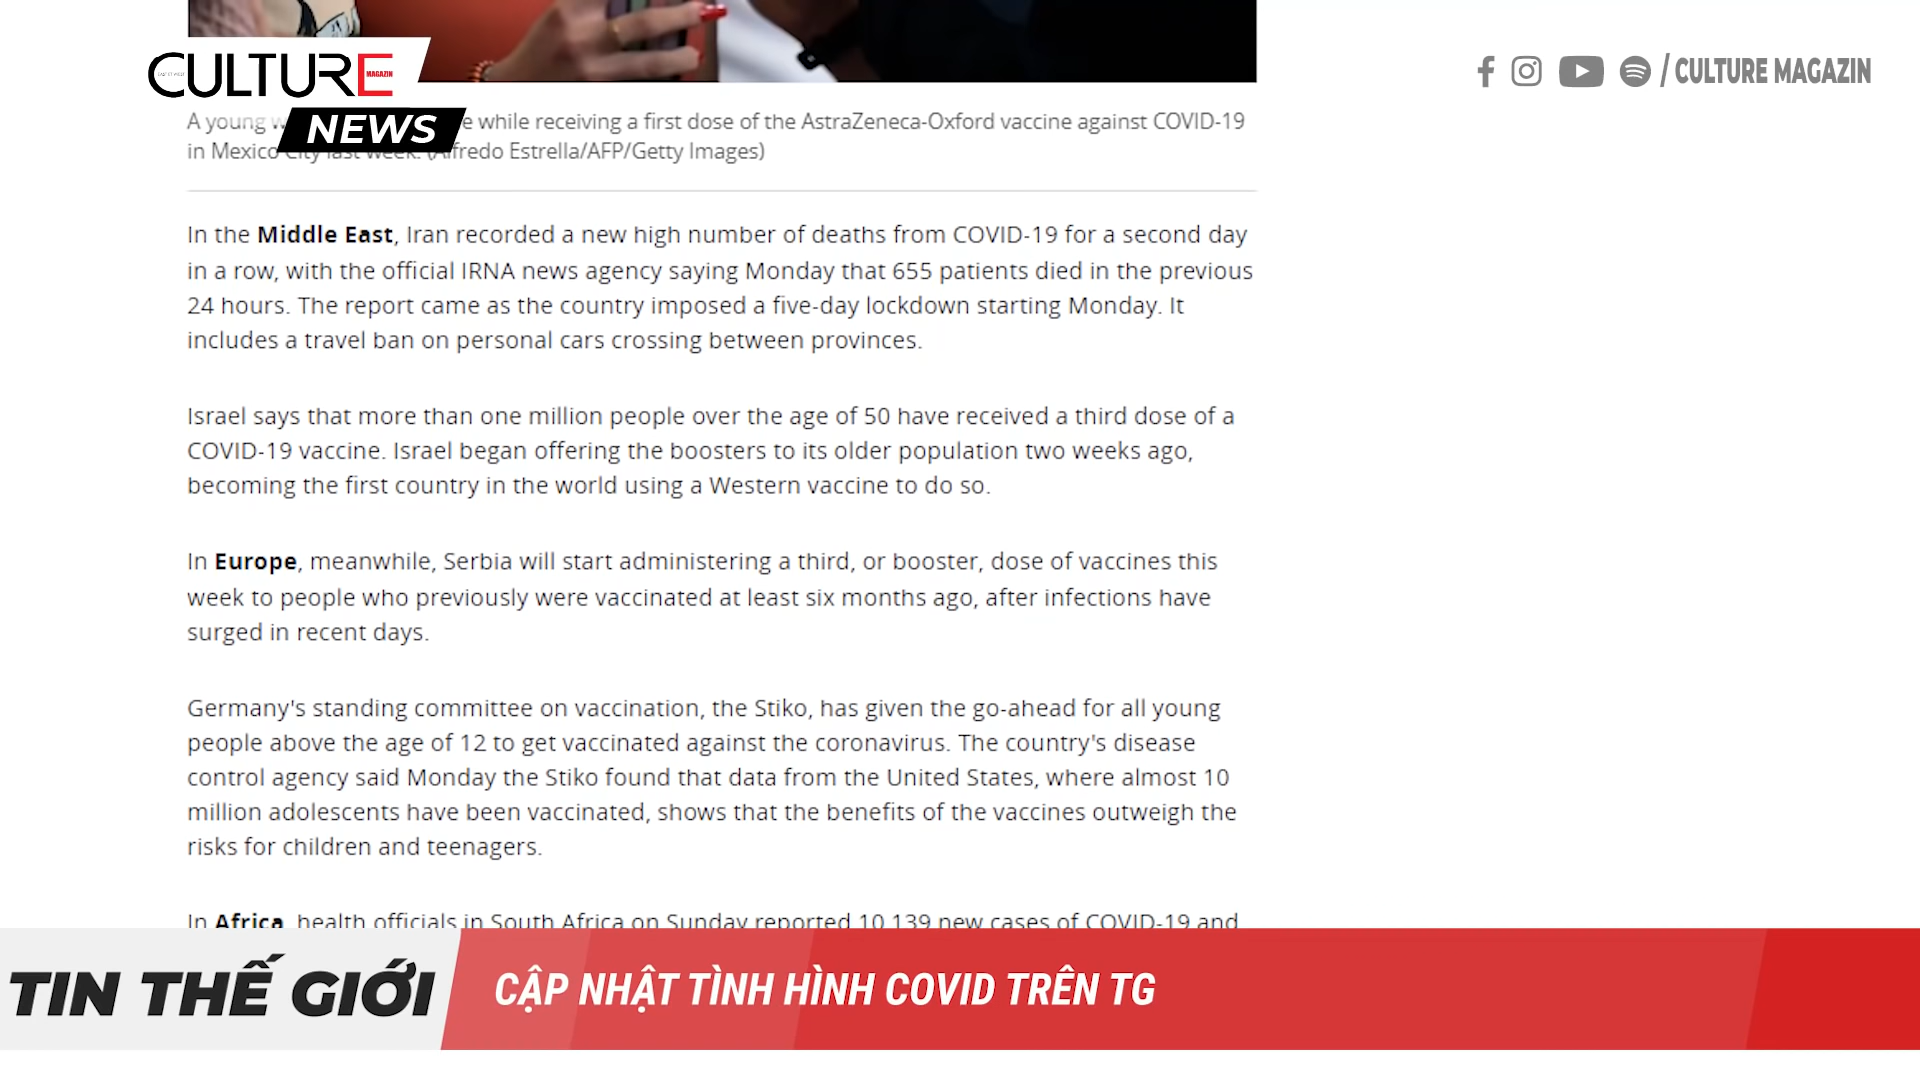 CULTURE
MAGAZIN
NEWS
/ CULTURE MAGAZIN
A young w e while receiving a first dose of the AstraZeneca-Oxford vaccine against COVID-19
in Mexico City last week. (Alfredo Estrella/AFP/Getty Images)
In the Middle East, Iran recorded a new high number of deaths from COVID-19 for a second day
in a row, with the official IRNA news agency saying Monday that 655 patients died in the previous
24 hours. The report came as the country imposed a five-day lockdown starting Monday. It
includes a travel ban on personal cars crossing between provinces.
Israel says that more than one million people over the age of 50 have received a third dose of a
COVID-19 vaccine. Israel began offering the boosters to its older population two weeks ago,
becoming the first country in the world using a Western vaccine to do so.
In Europe, meanwhile, Serbia will start administering a third, or booster, dose of vaccines this
week to people who previously were vaccinated at least six months ago, after infections have
surged in recent days.
Germany's standing committee on vaccination, the Stiko, has given the go-ahead for all young
people above the age of 12 to get vaccinated against the coronavirus. The country's disease
control agency said Monday the Stiko found that data from the United States, where almost 10
million adolescents have been vaccinated, shows that the benefits of the vaccines outweigh the
risks for children and teenagers.
In Africa, health officials in South Africa on Sunday reported 10,139 new cases of COVID-19 and
TIN THẾ GIỚI
CẬP NHẬT TÌNH HÌNH COVID TRÊN TG